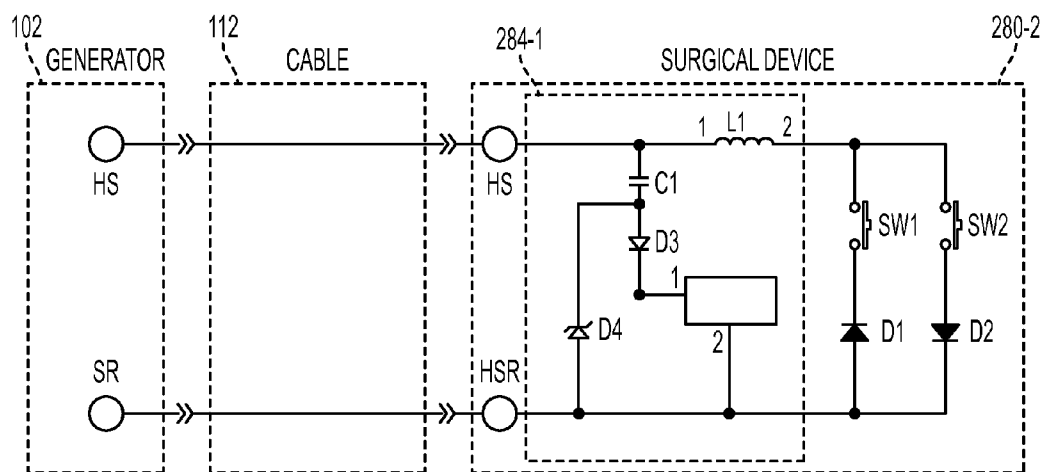 102
112
284-1
280-2
GENERATOR
CABLE
SURGICAL DEVICE
HS
HS
1 L1 2
C1
SW1
SW2
D3
1
D4
2
D1
D2
SR
HSR